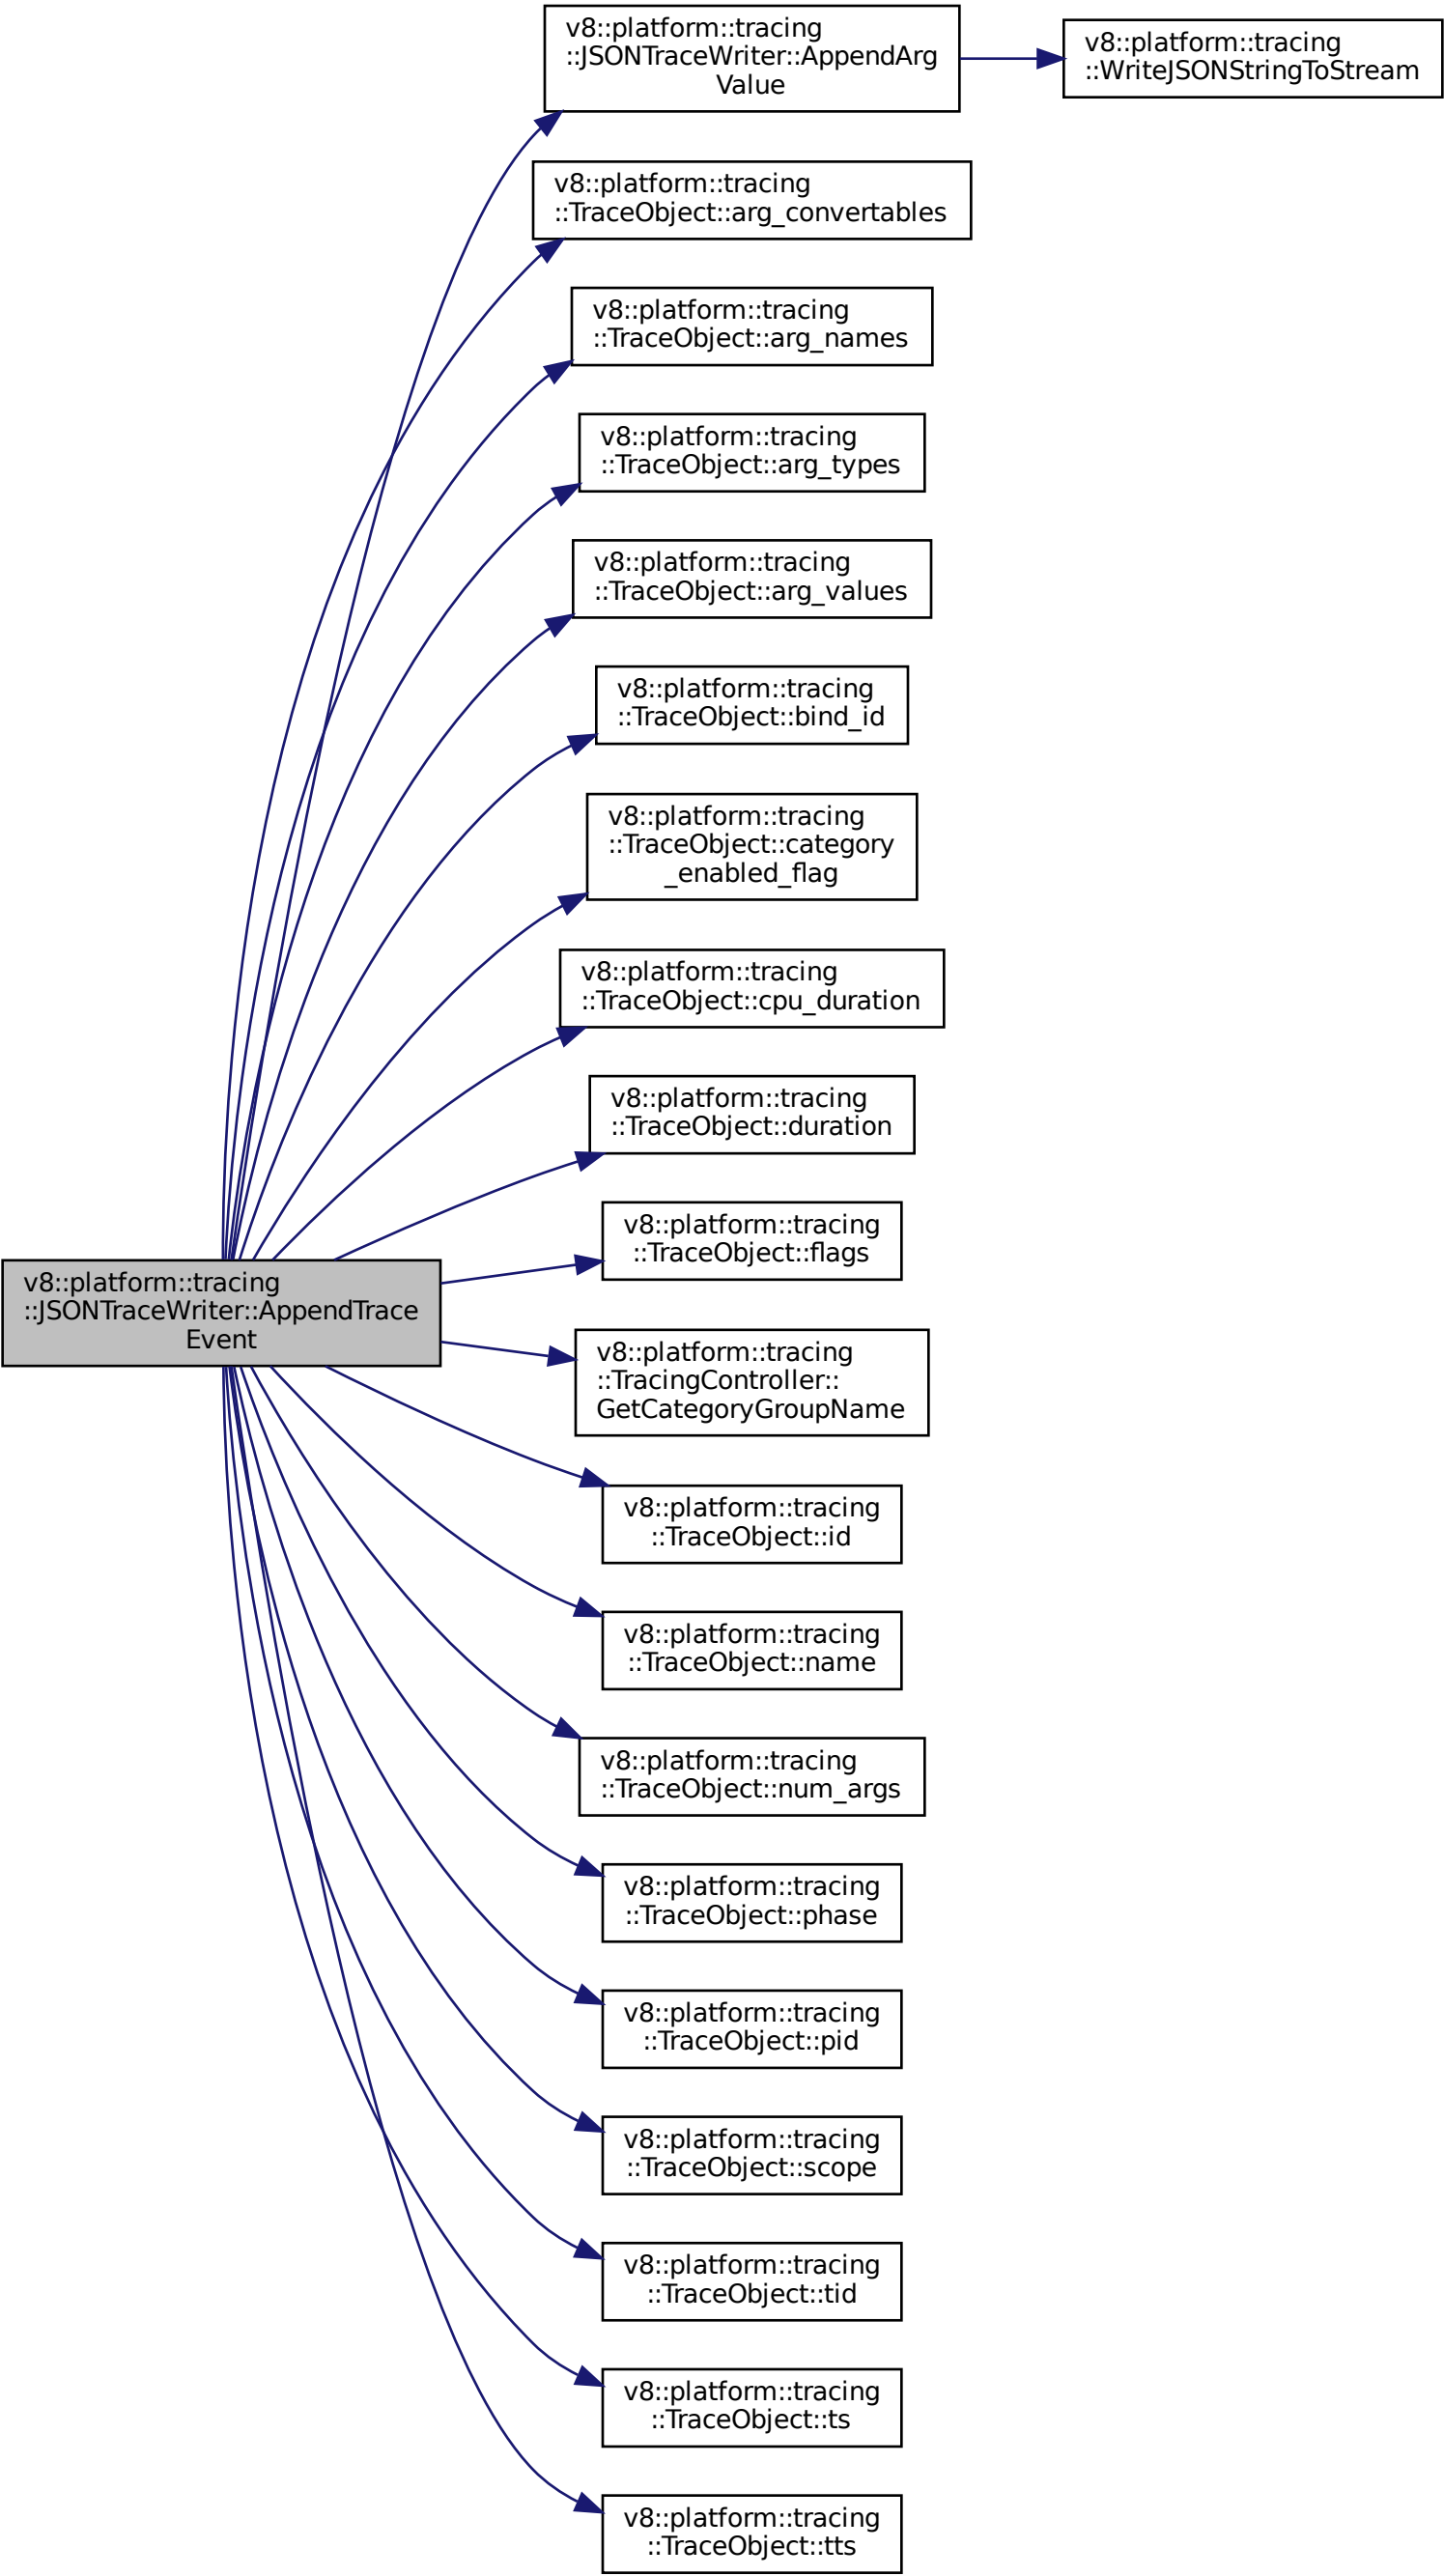 v8::platform::tracing
::JSONTraceWriter::AppendArg
Value
v8::platform::tracing
::WriteJSONStringToStream
v8::platform::tracing
::TraceObject::arg_convertables
v8::platform::tracing
::TraceObject::arg_names
v8::platform::tracing
::TraceObject::arg_types
v8::platform::tracing
::TraceObject::arg_values
v8::platform::tracing
::TraceObject::bind_id
v8::platform::tracing
::TraceObject::category
_enabled_flag
v8::platform::tracing
::TraceObject::cpu_duration
v8::platform::tracing
::TraceObject::duration
v8::platform::tracing
::TraceObject::flags
v8::platform::tracing
::JSONTraceWriter::AppendTrace
Event
v8::platform::tracing
::TracingController::
GetCategoryGroupName
v8::platform::tracing
::TraceObject::id
v8::platform::tracing
::TraceObject::name
v8::platform::tracing
::TraceObject::num_args
v8::platform::tracing
::TraceObject::phase
v8::platform::tracing
::TraceObject::pid
v8::platform::tracing
::TraceObject::scope
v8::platform::tracing
::TraceObject::tid
v8::platform::tracing
::TraceObject::ts
v8::platform::tracing
::TraceObject::tts